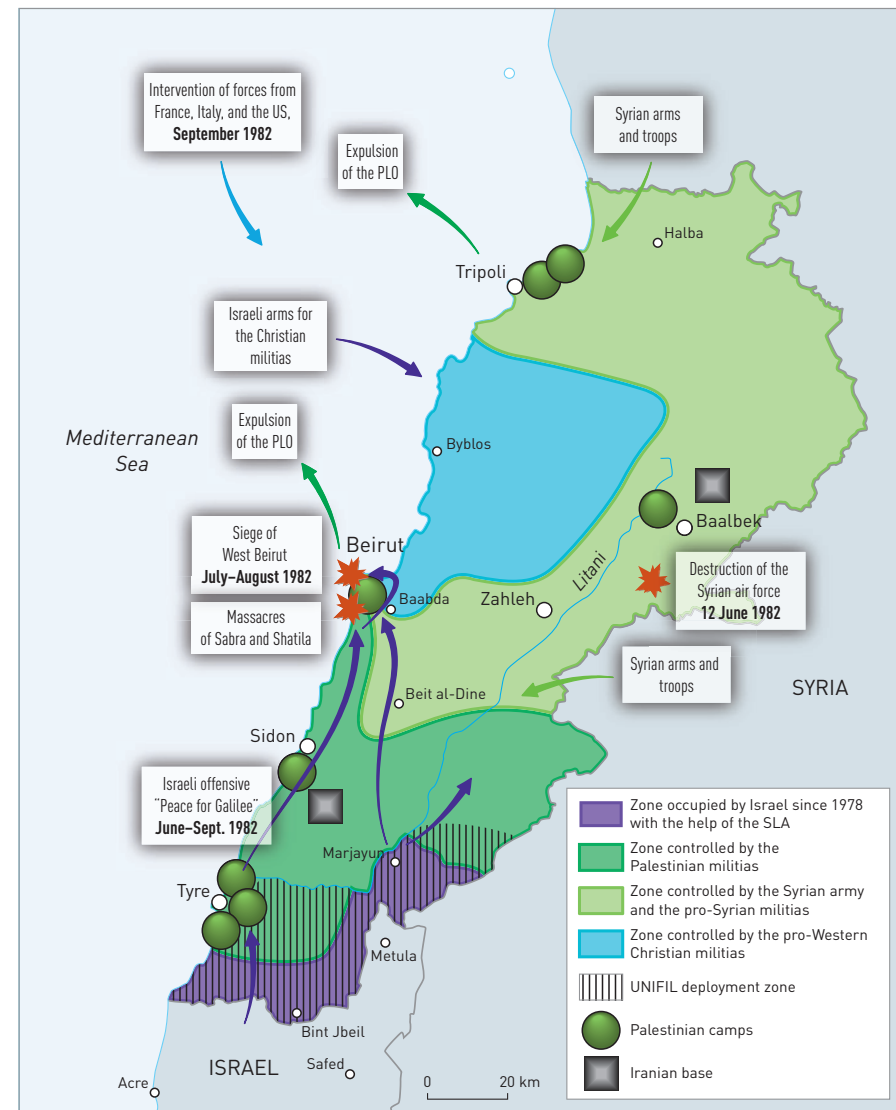 Intervention of forces from
France, Italy, and the US,
September 1982
Syrian arms
and troops
Expulsion
of the PLO
Halba
Tripoli
Israeli arms for
the Christian
militias
Expulsion
of the PLO
Mediterranean
Sea
Byblos
Baalbek
Siege of
West Beirut
July–August 1982
Beirut
Litani
Destruction of the
Syrian air force
12 June 1982
Massacres
of Sabra and Shatila
Baabda
Zahleh
Syrian arms and
troops
SYRIA
Beit al-Dine
Sidon
Israeli offensive
"Peace for Galilee"
June–Sept. 1982
Marjayun
Tyre
Metula
Bint Jbeil
ISRAEL
Safed
Acre
0 20 km
Zone occupied by Israel since 1978
with the help of the SLA
Zone controlled by the
Palestinian militias
Zone controlled by the Syrian army
and the pro-Syrian militias
Zone controlled by the pro-Western
Christian militias
UNIFIL deployment zone
Palestinian camps
Iranian base